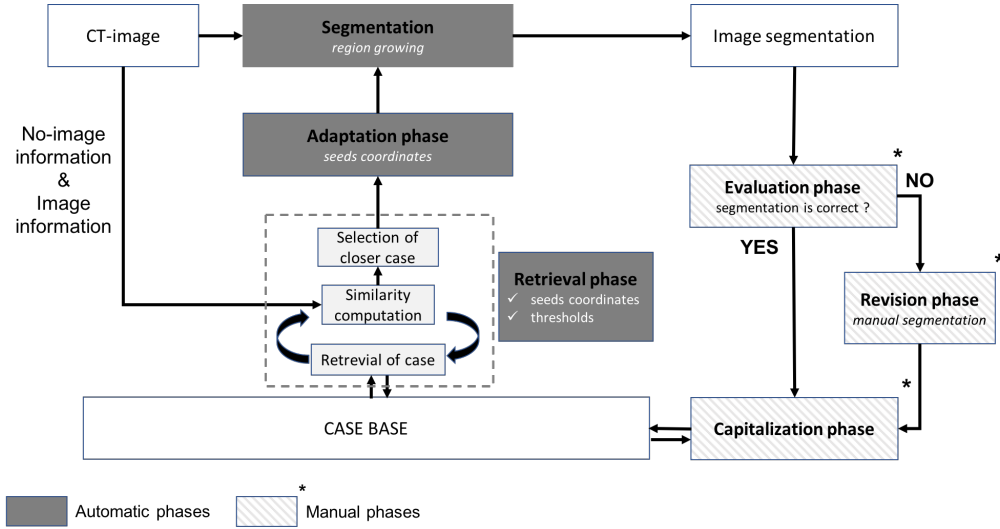 CT-image
Segmentation
region growing
Image segmentation
No-image
information
&
Image
information
Adaptation phase
seeds coordinates
*
Evaluation phase
segmentation is correct ?
NO
YES
Selection of
closer case
Similarity
computation
Retrevial of case
Retrieval phase
✓ seeds coordinates
✓ thresholds
*
Revision phase
manual segmentation
*
CASE BASE
Capitalization phase
Automatic phases
*
Manual phases